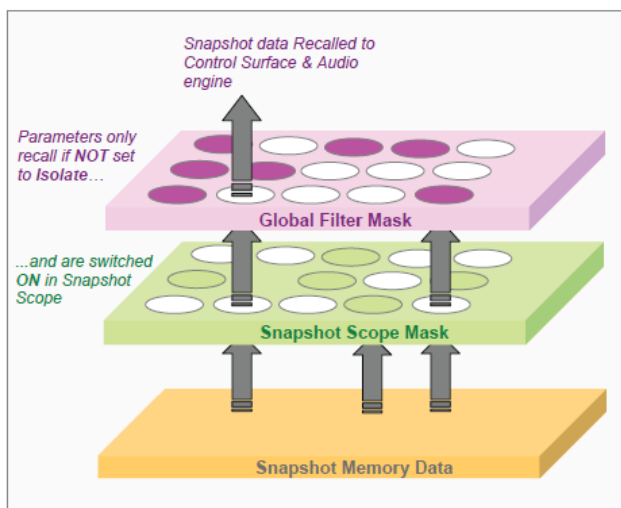 Snapshot data Recalled to
Control Surface & Audio
engine
Parameters only
recall if NOT set
to Isolate…
Global Filter Mask
...and are switched
ON in Snapshot
Scope
Snapshot Scope Mask
Snapshot Memory Data